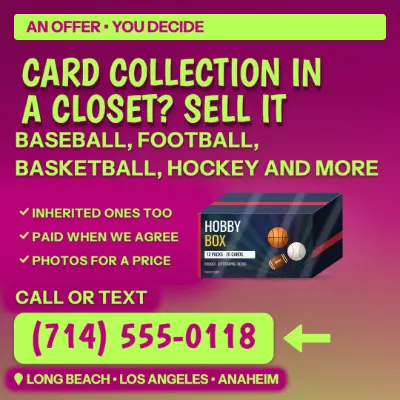 AN OFFER • YOU DECIDE
CARD COLLECTION IN
A CLOSET? SELL IT
BASEBALL, FOOTBALL,
BASKETBALL, HOCKEY AND MORE
INHERITED ONES TOO
PAID WHEN WE AGREE
PHOTOS FOR A PRICE
HOBBY
BOX
CALL OR TEXT
(714) 555-0118
LONG BEACH • LOS ANGELES • ANAHEIM